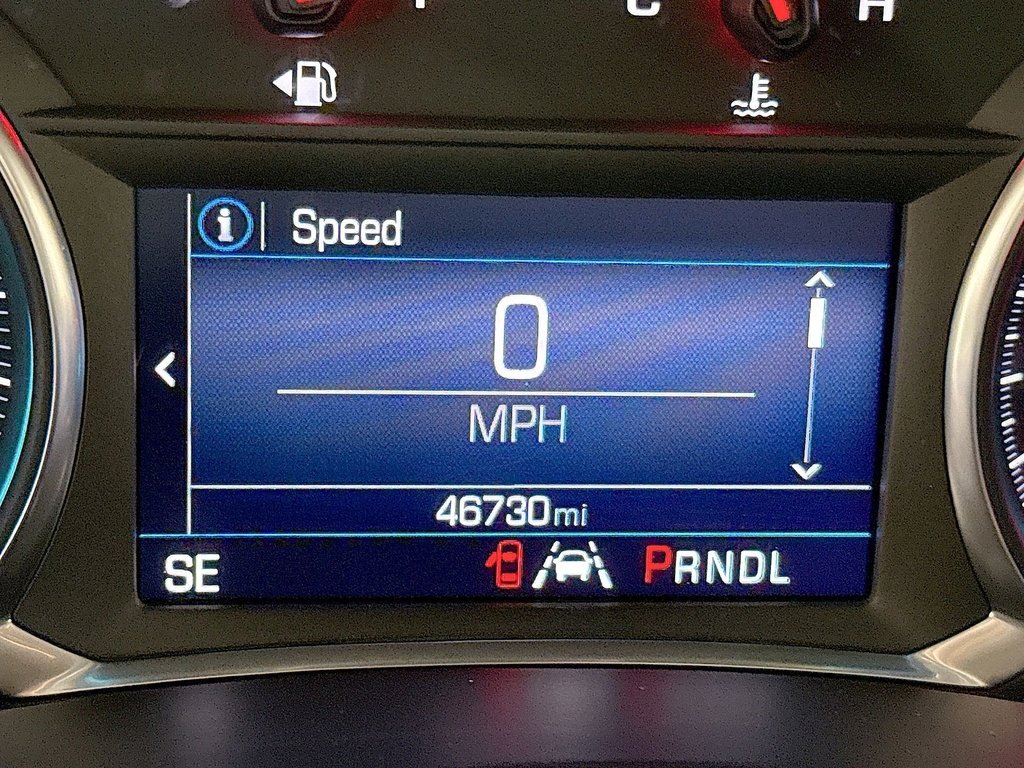 C H
i Speed
0
MPH
46730mi
SE PRNDL